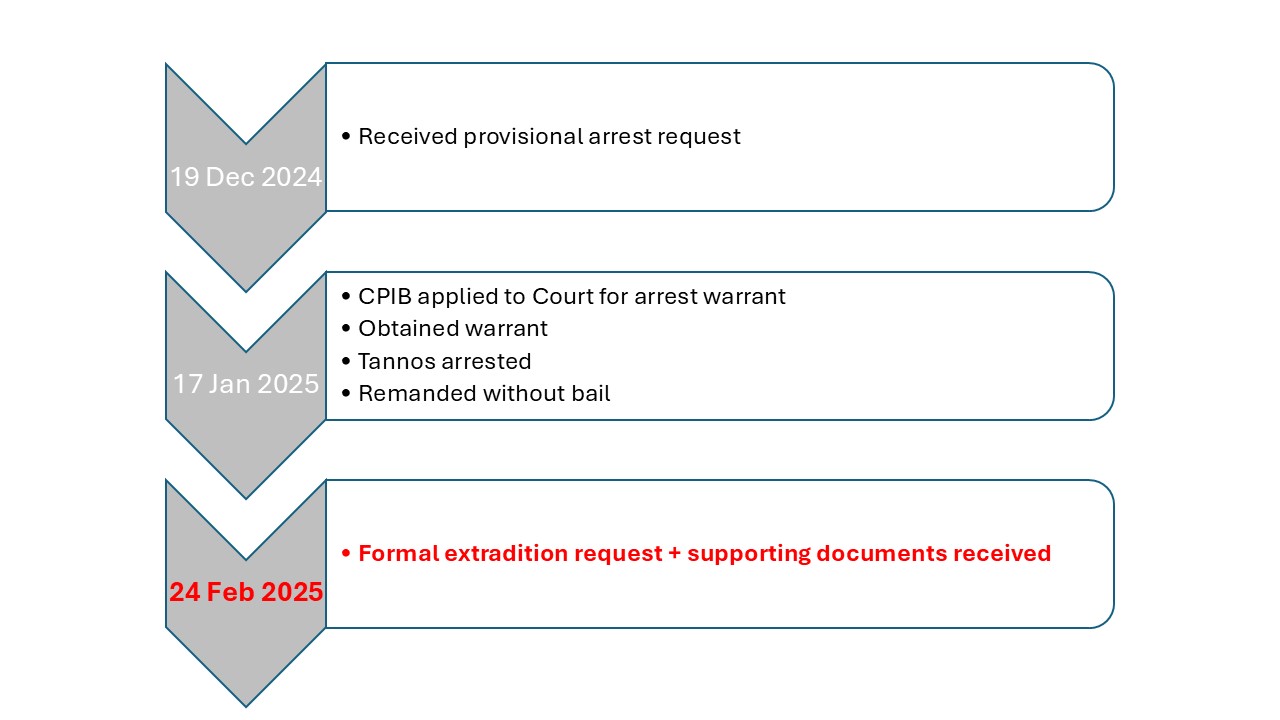 19 Dec 2024
• Received provisional arrest request
17 Jan 2025
• CPIB applied to Court for arrest warrant
• Obtained warrant
• Tannos arrested
• Remanded without bail
24 Feb 2025
• Formal extradition request + supporting documents received